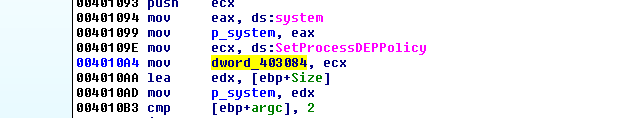 00401093 push    ecx
00401094 mov     eax, ds:system
00401099 mov     p_system, eax
0040109E mov     ecx, ds:SetProcessDEPPolicy
004010A4 mov     dword_403084, ecx
004010AA lea     edx, [ebp+Size]
004010AD mov     p_system, edx
004010B3 cmp     [ebp+argc], 2